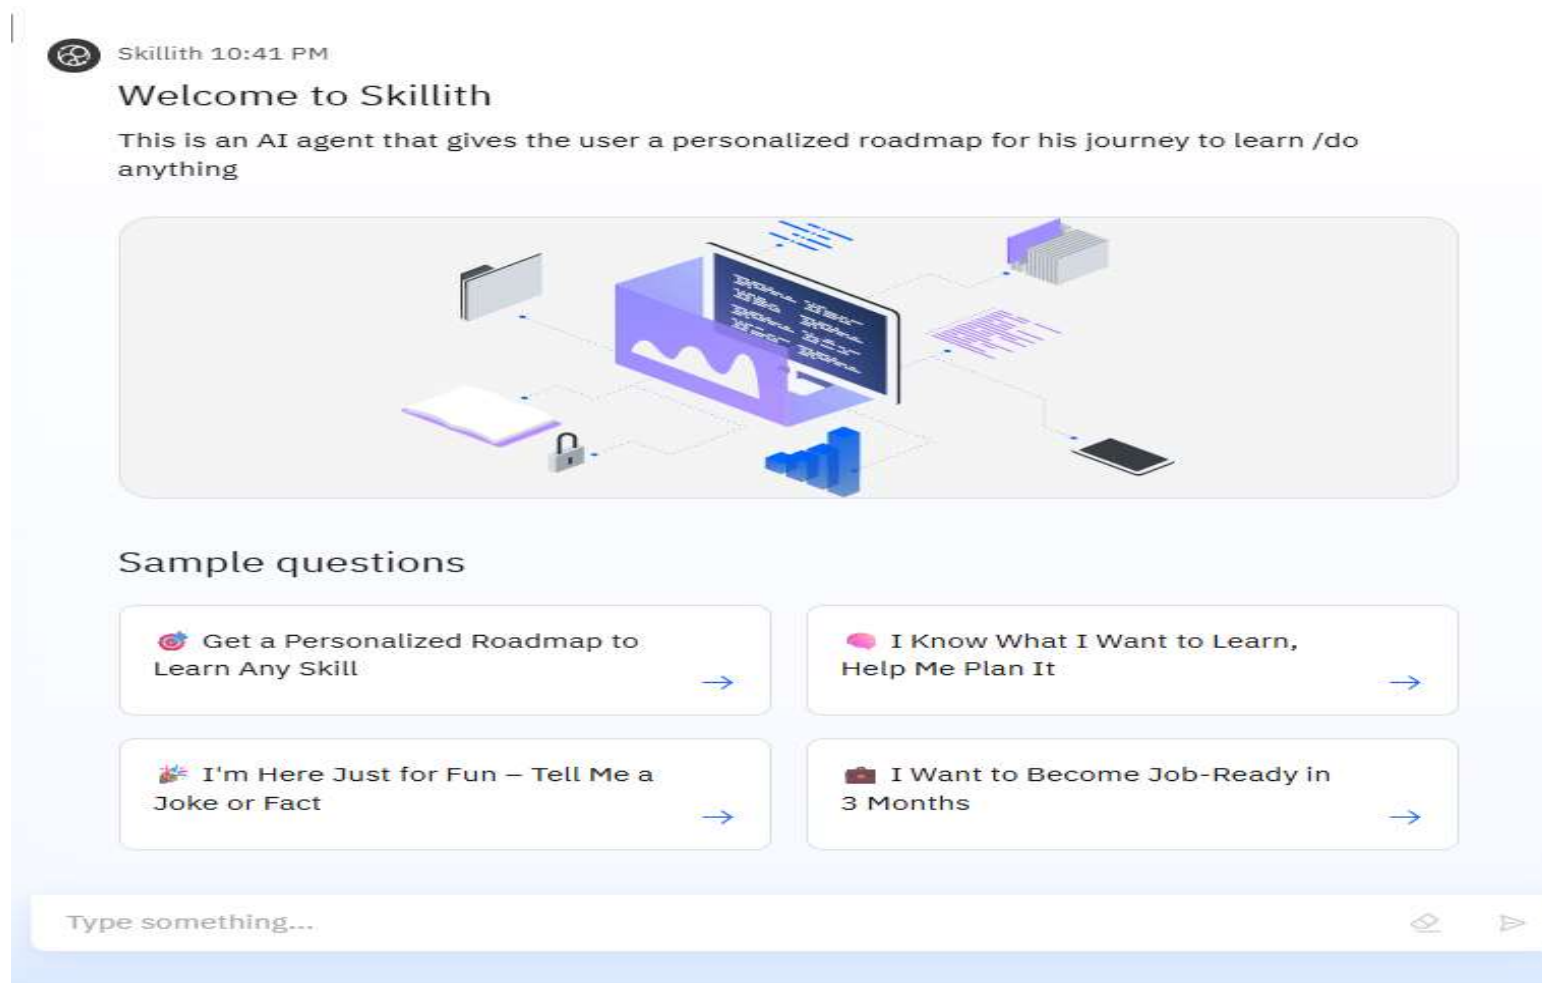 Skillith 10:41 PM
Welcome to Skillith
This is an AI agent that gives the user a personalized roadmap for his journey to learn /do
anything
Sample questions
🎯 Get a Personalized Roadmap to
Learn Any Skill
🧠 I Know What I Want to Learn,
Help Me Plan It
🎉 I'm Here Just for Fun – Tell Me a
Joke or Fact
💼 I Want to Become Job-Ready in
3 Months
Type something...